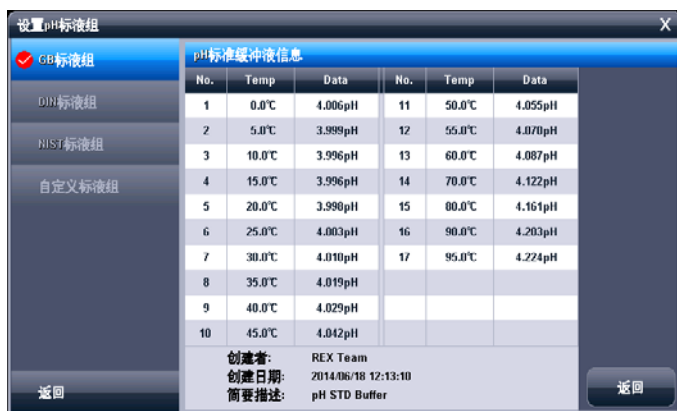 设置pH标液组 X
GB标液组
DIN标液组
NIST标液组
自定义标液组
返回
pH标准缓冲液信息
No. Temp Data No. Temp Data
1 0.0℃ 4.006pH 11 50.0℃ 4.055pH
2 5.0℃ 3.999pH 12 55.0℃ 4.070pH
3 10.0℃ 3.996pH 13 60.0℃ 4.087pH
4 15.0℃ 3.996pH 14 70.0℃ 4.122pH
5 20.0℃ 3.998pH 15 80.0℃ 4.161pH
6 25.0℃ 4.003pH 16 90.0℃ 4.203pH
7 30.0℃ 4.010pH 17 95.0℃ 4.224pH
8 35.0℃ 4.019pH
9 40.0℃ 4.029pH
10 45.0℃ 4.042pH
创建者: REX Team
创建日期: 2014/06/18 12:13:10
简要描述: pH STD Buffer
返回